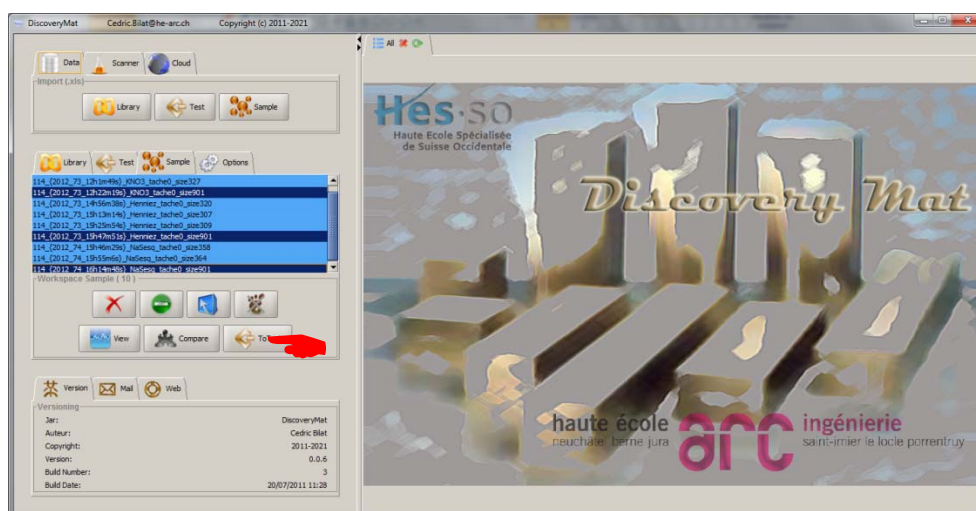 DiscoveryMat Cedric.Bilat@he-arc.ch Copyright (c) 2011-2021
Data Scanner Cloud
Import (.xls)
Library Test Sample
Library Test Sample Options
114_{2012_73_12h1m49s}_KNO3_tache0_size327
114_{2012_73_12h22m19s}_KNO3_tache0_size901
114_{2012_73_14h56m38s}_Henniez_tache0_size320
114_{2012_73_15h13m14s}_Henniez_tache0_size307
114_{2012_73_15h25m54s}_Henniez_tache0_size309
114_{2012_73_15h47m51s}_Henniez_tache0_size901
114_{2012_74_15h46m29s}_NaSesq_tache0_size358
114_{2012_74_15h55m6s}_NaSesq_tache0_size364
114_{2012_74_16h14m48s}_NaSesq_tache0_size901
Workspace Sample ( 10 )
View Compare To
Version Mail Web
Versioning
Jar: DiscoveryMat
Auteur: Cedric Bilat
Copyright: 2011-2021
Version: 0.0.6
Build Number: 3
Build Date: 20/07/2011 11:28
All
Hes·so
Haute Ecole Spécialisée
de Suisse Occidentale
Discovery Mat
haute école arc ingénierie
neuchâtel berne jura saint-imier le locle porrentruy